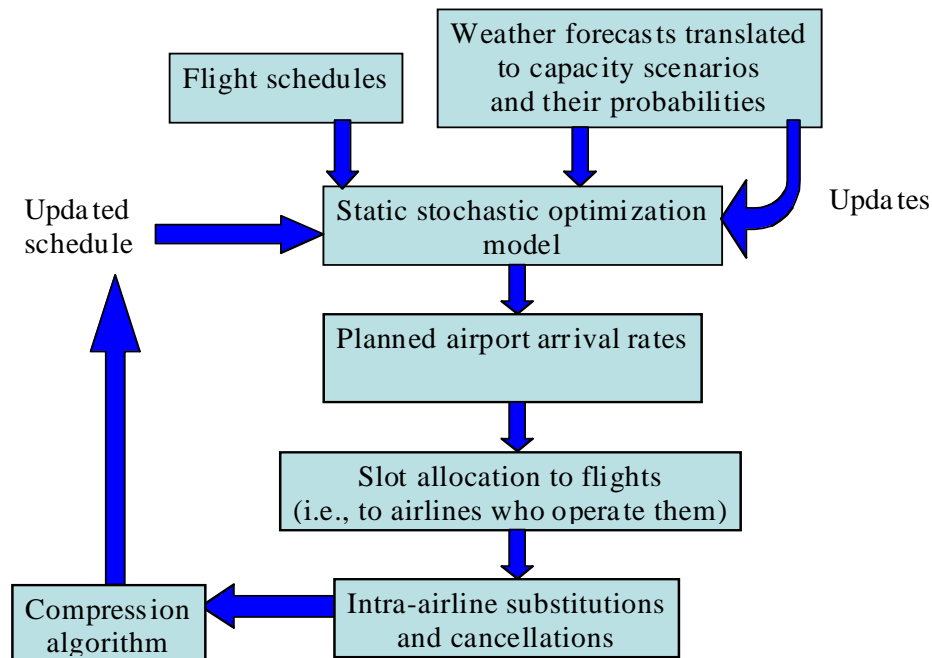 Flight schedules
Weather forecasts translated
to capacity scenarios
and their probabilities
Updated
schedule
Static stochastic optimization
model
Updates
Planned airport arrival rates
Slot allocation to flights
(i.e., to airlines who operate them)
Compression
algorithm
Intra-airline substitutions
and cancellations